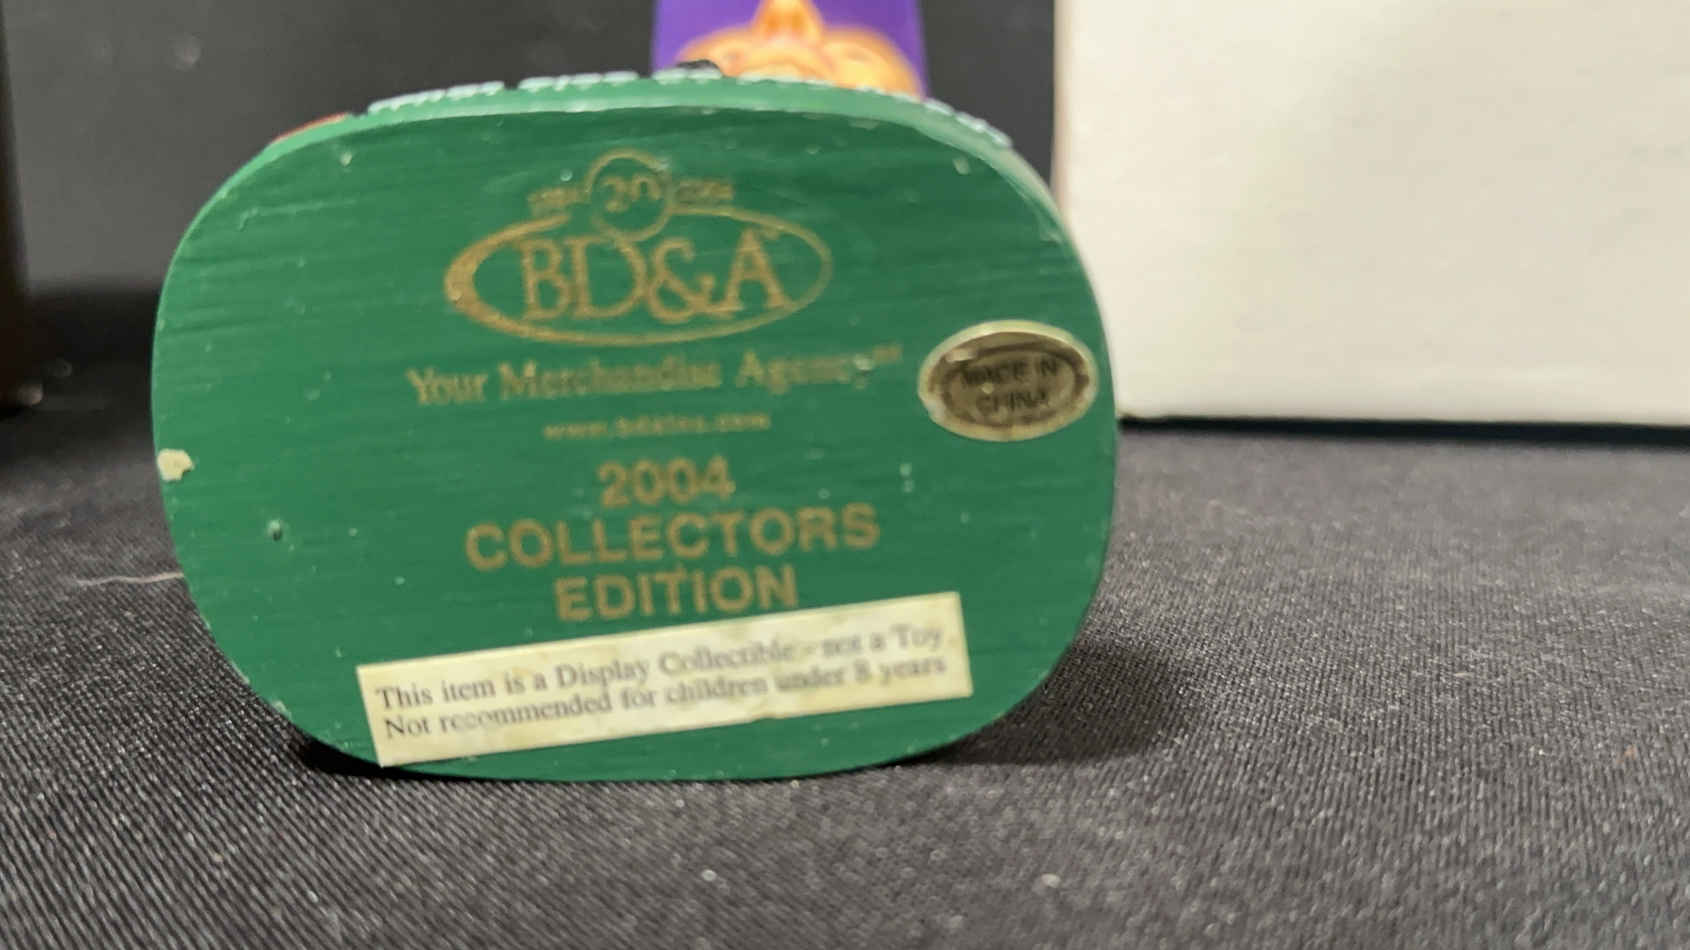 20
BD&A
Your Merchandise Agency
2004
COLLECTORS
EDITION
MADE IN
CHINA
This item is a Display Collectible - not a Toy
Not recommended for children under 8 years